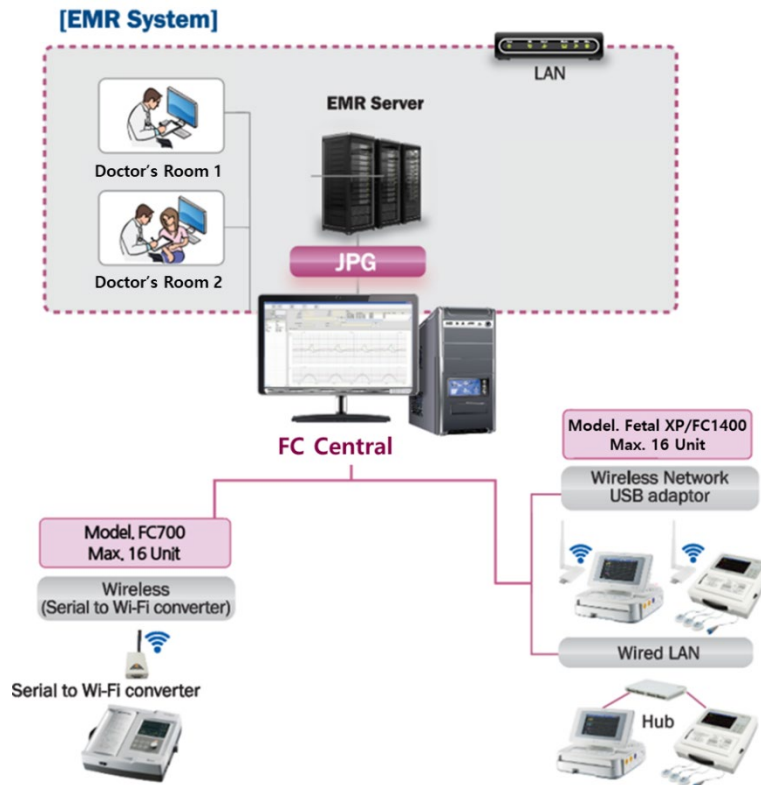 [EMR System]
LAN
EMR Server
Doctor's Room 1
Doctor's Room 2
JPG
FC Central
Model. Fetal XP/FC1400
Max. 16 Unit
Wireless Network
USB adaptor
Model. FC700
Max. 16 Unit
Wireless
(Serial to Wi-Fi converter)
Serial to Wi-Fi converter
Wired LAN
Hub